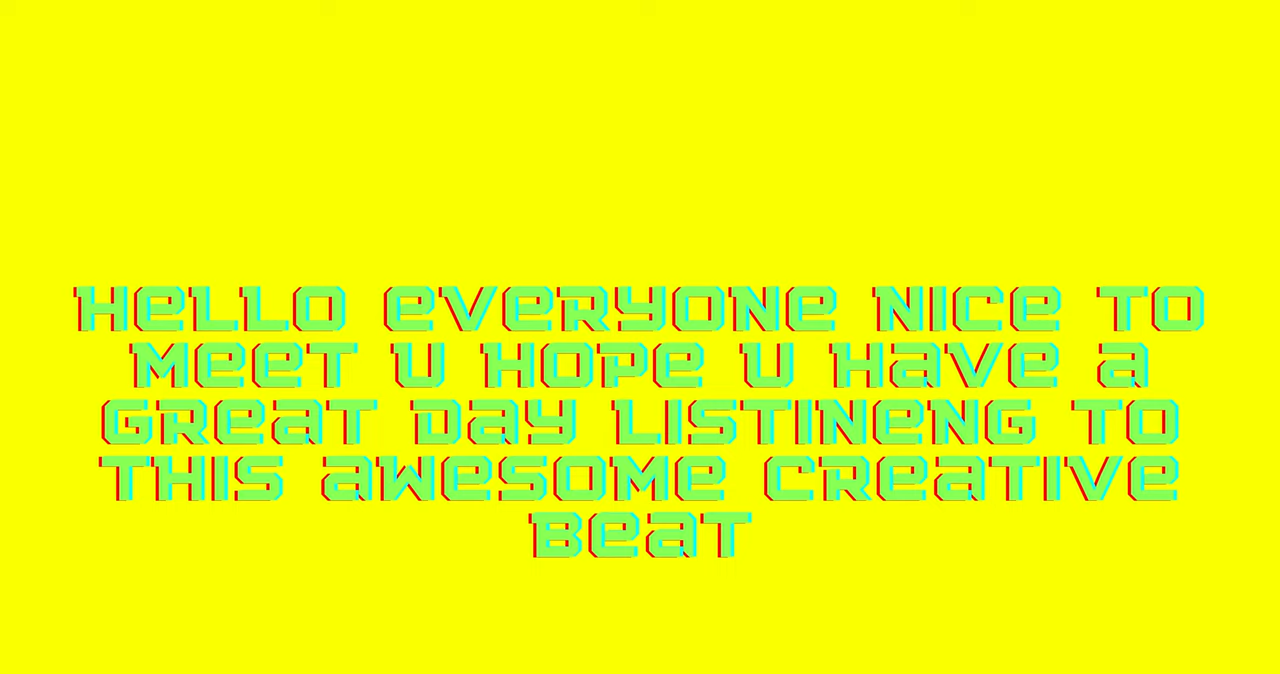 HeLLO eVeRYONe NICe TO
MeeT U HOPe U HaVe a
GReaT Day LISTINeNG TO
THIS aWeSOMe CReaTIVe
BeaT